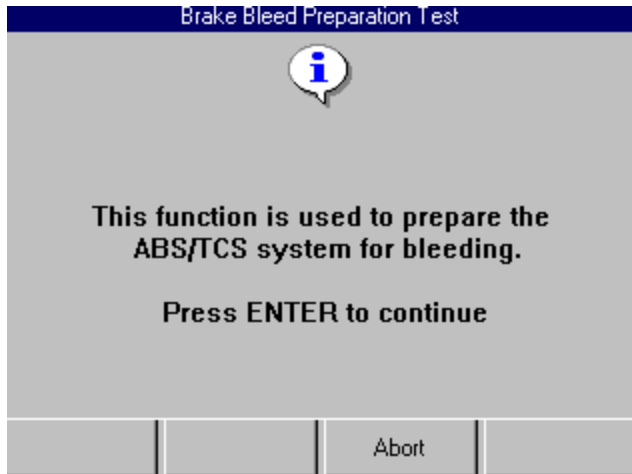 Brake Bleed Preparation Test
i
This function is used to prepare the
ABS/TCS system for bleeding.
Press ENTER to continue
Abort